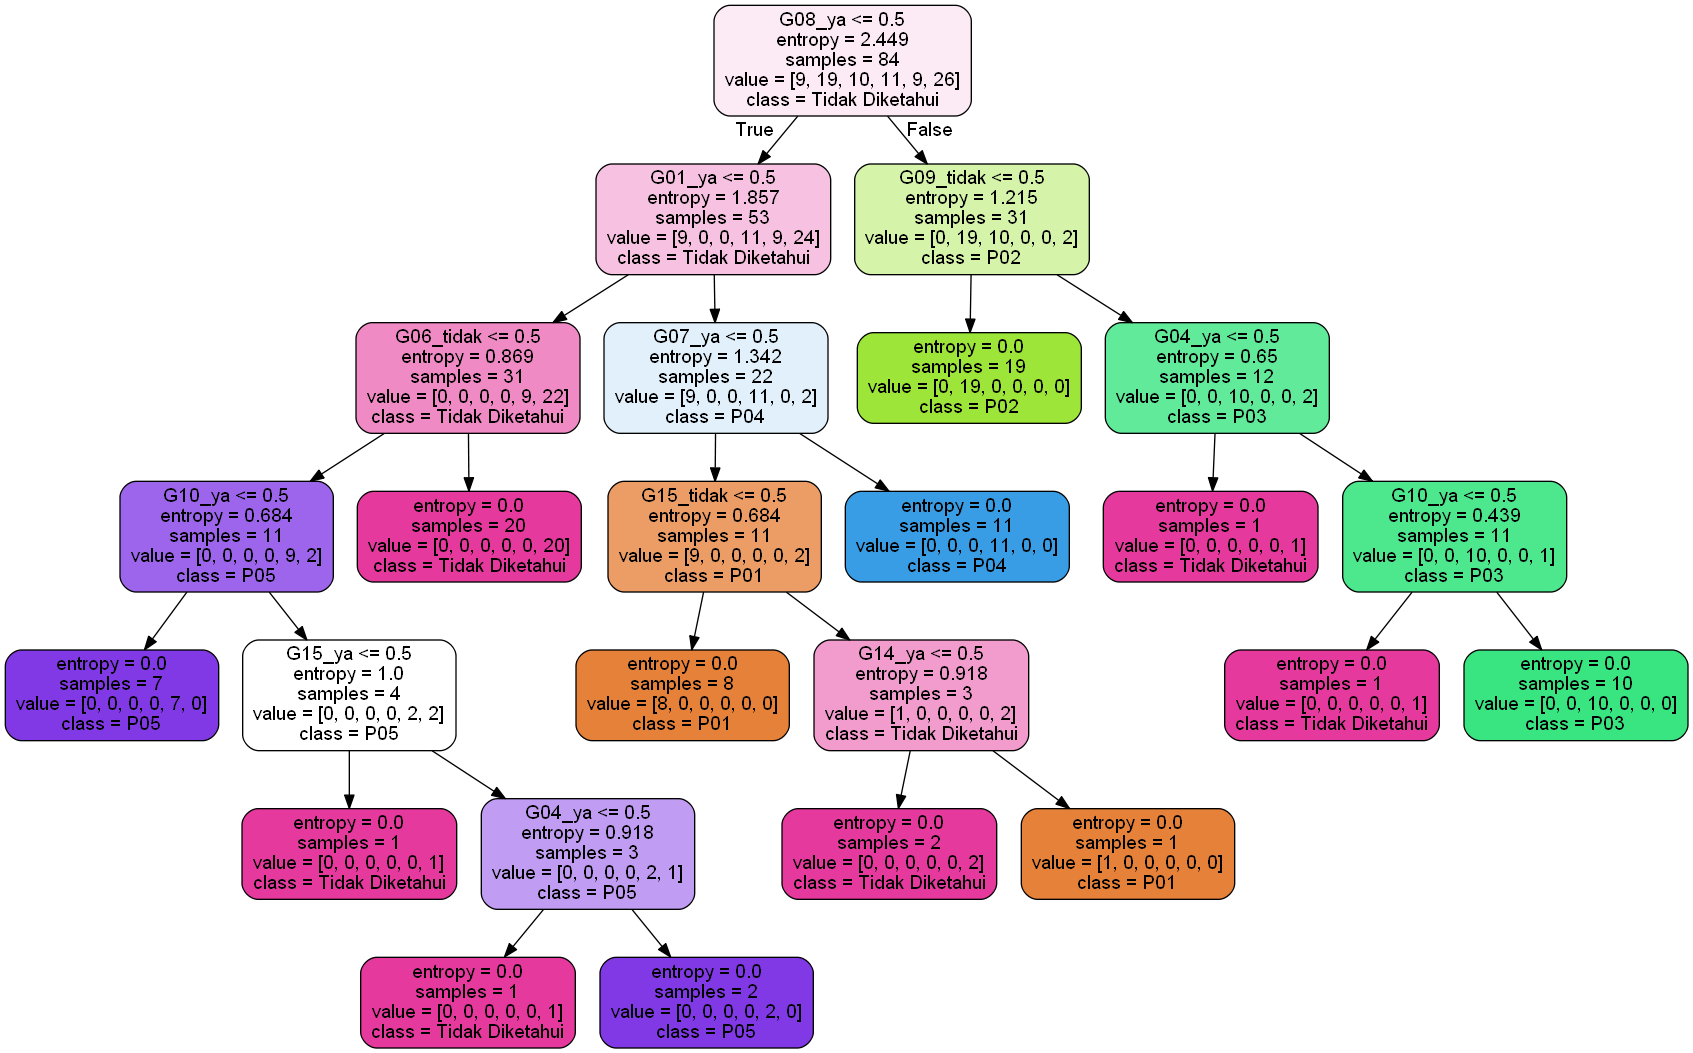 G08_ya <= 0.5
entropy = 2.449
samples = 84
value = [9, 19, 10, 11, 9, 26]
class = Tidak Diketahui
True
False
G01_ya <= 0.5
entropy = 1.857
samples = 53
value = [9, 0, 0, 11, 9, 24]
class = Tidak Diketahui
G09_tidak <= 0.5
entropy = 1.215
samples = 31
value = [0, 19, 10, 0, 0, 2]
class = P02
G06_tidak <= 0.5
entropy = 0.869
samples = 31
value = [0, 0, 0, 0, 9, 22]
class = Tidak Diketahui
G07_ya <= 0.5
entropy = 1.342
samples = 22
value = [9, 0, 0, 11, 0, 2]
class = P04
entropy = 0.0
samples = 19
value = [0, 19, 0, 0, 0, 0]
class = P02
G04_ya <= 0.5
entropy = 0.65
samples = 12
value = [0, 0, 10, 0, 0, 2]
class = P03
G10_ya <= 0.5
entropy = 0.684
samples = 11
value = [0, 0, 0, 0, 9, 2]
class = P05
entropy = 0.0
samples = 20
value = [0, 0, 0, 0, 0, 20]
class = Tidak Diketahui
G15_tidak <= 0.5
entropy = 0.684
samples = 11
value = [9, 0, 0, 0, 0, 2]
class = P01
entropy = 0.0
samples = 11
value = [0, 0, 0, 11, 0, 0]
class = P04
entropy = 0.0
samples = 1
value = [0, 0, 0, 0, 0, 1]
class = Tidak Diketahui
G10_ya <= 0.5
entropy = 0.439
samples = 11
value = [0, 0, 10, 0, 0, 1]
class = P03
entropy = 0.0
samples = 7
value = [0, 0, 0, 0, 7, 0]
class = P05
G15_ya <= 0.5
entropy = 1.0
samples = 4
value = [0, 0, 0, 0, 2, 2]
class = P05
entropy = 0.0
samples = 8
value = [8, 0, 0, 0, 0, 0]
class = P01
G14_ya <= 0.5
entropy = 0.918
samples = 3
value = [1, 0, 0, 0, 0, 2]
class = Tidak Diketahui
entropy = 0.0
samples = 1
value = [0, 0, 0, 0, 0, 1]
class = Tidak Diketahui
entropy = 0.0
samples = 10
value = [0, 0, 10, 0, 0, 0]
class = P03
entropy = 0.0
samples = 1
value = [0, 0, 0, 0, 0, 1]
class = Tidak Diketahui
G04_ya <= 0.5
entropy = 0.918
samples = 3
value = [0, 0, 0, 0, 2, 1]
class = P05
entropy = 0.0
samples = 2
value = [0, 0, 0, 0, 0, 2]
class = Tidak Diketahui
entropy = 0.0
samples = 1
value = [1, 0, 0, 0, 0, 0]
class = P01
entropy = 0.0
samples = 1
value = [0, 0, 0, 0, 0, 1]
class = Tidak Diketahui
entropy = 0.0
samples = 2
value = [0, 0, 0, 0, 2, 0]
class = P05